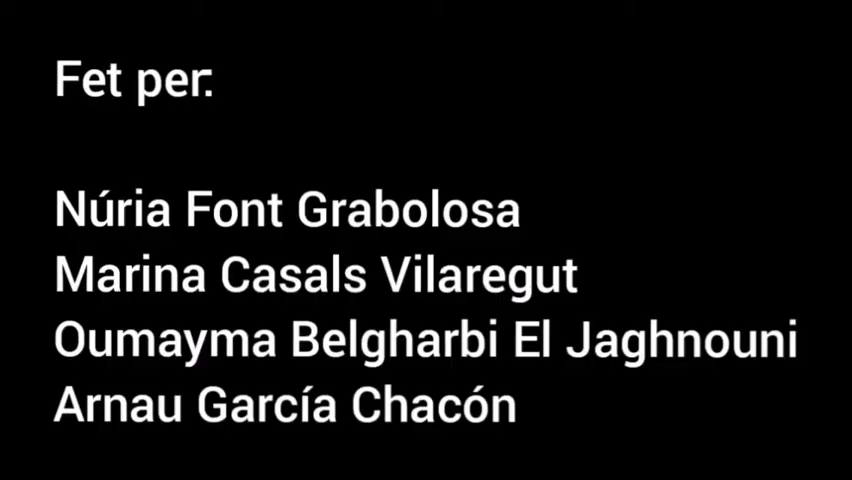 Fet per:
Núria Font Grabolosa
Marina Casals Vilaregut
Oumayma Belgharbi El Jaghnouni
Arnau García Chacón